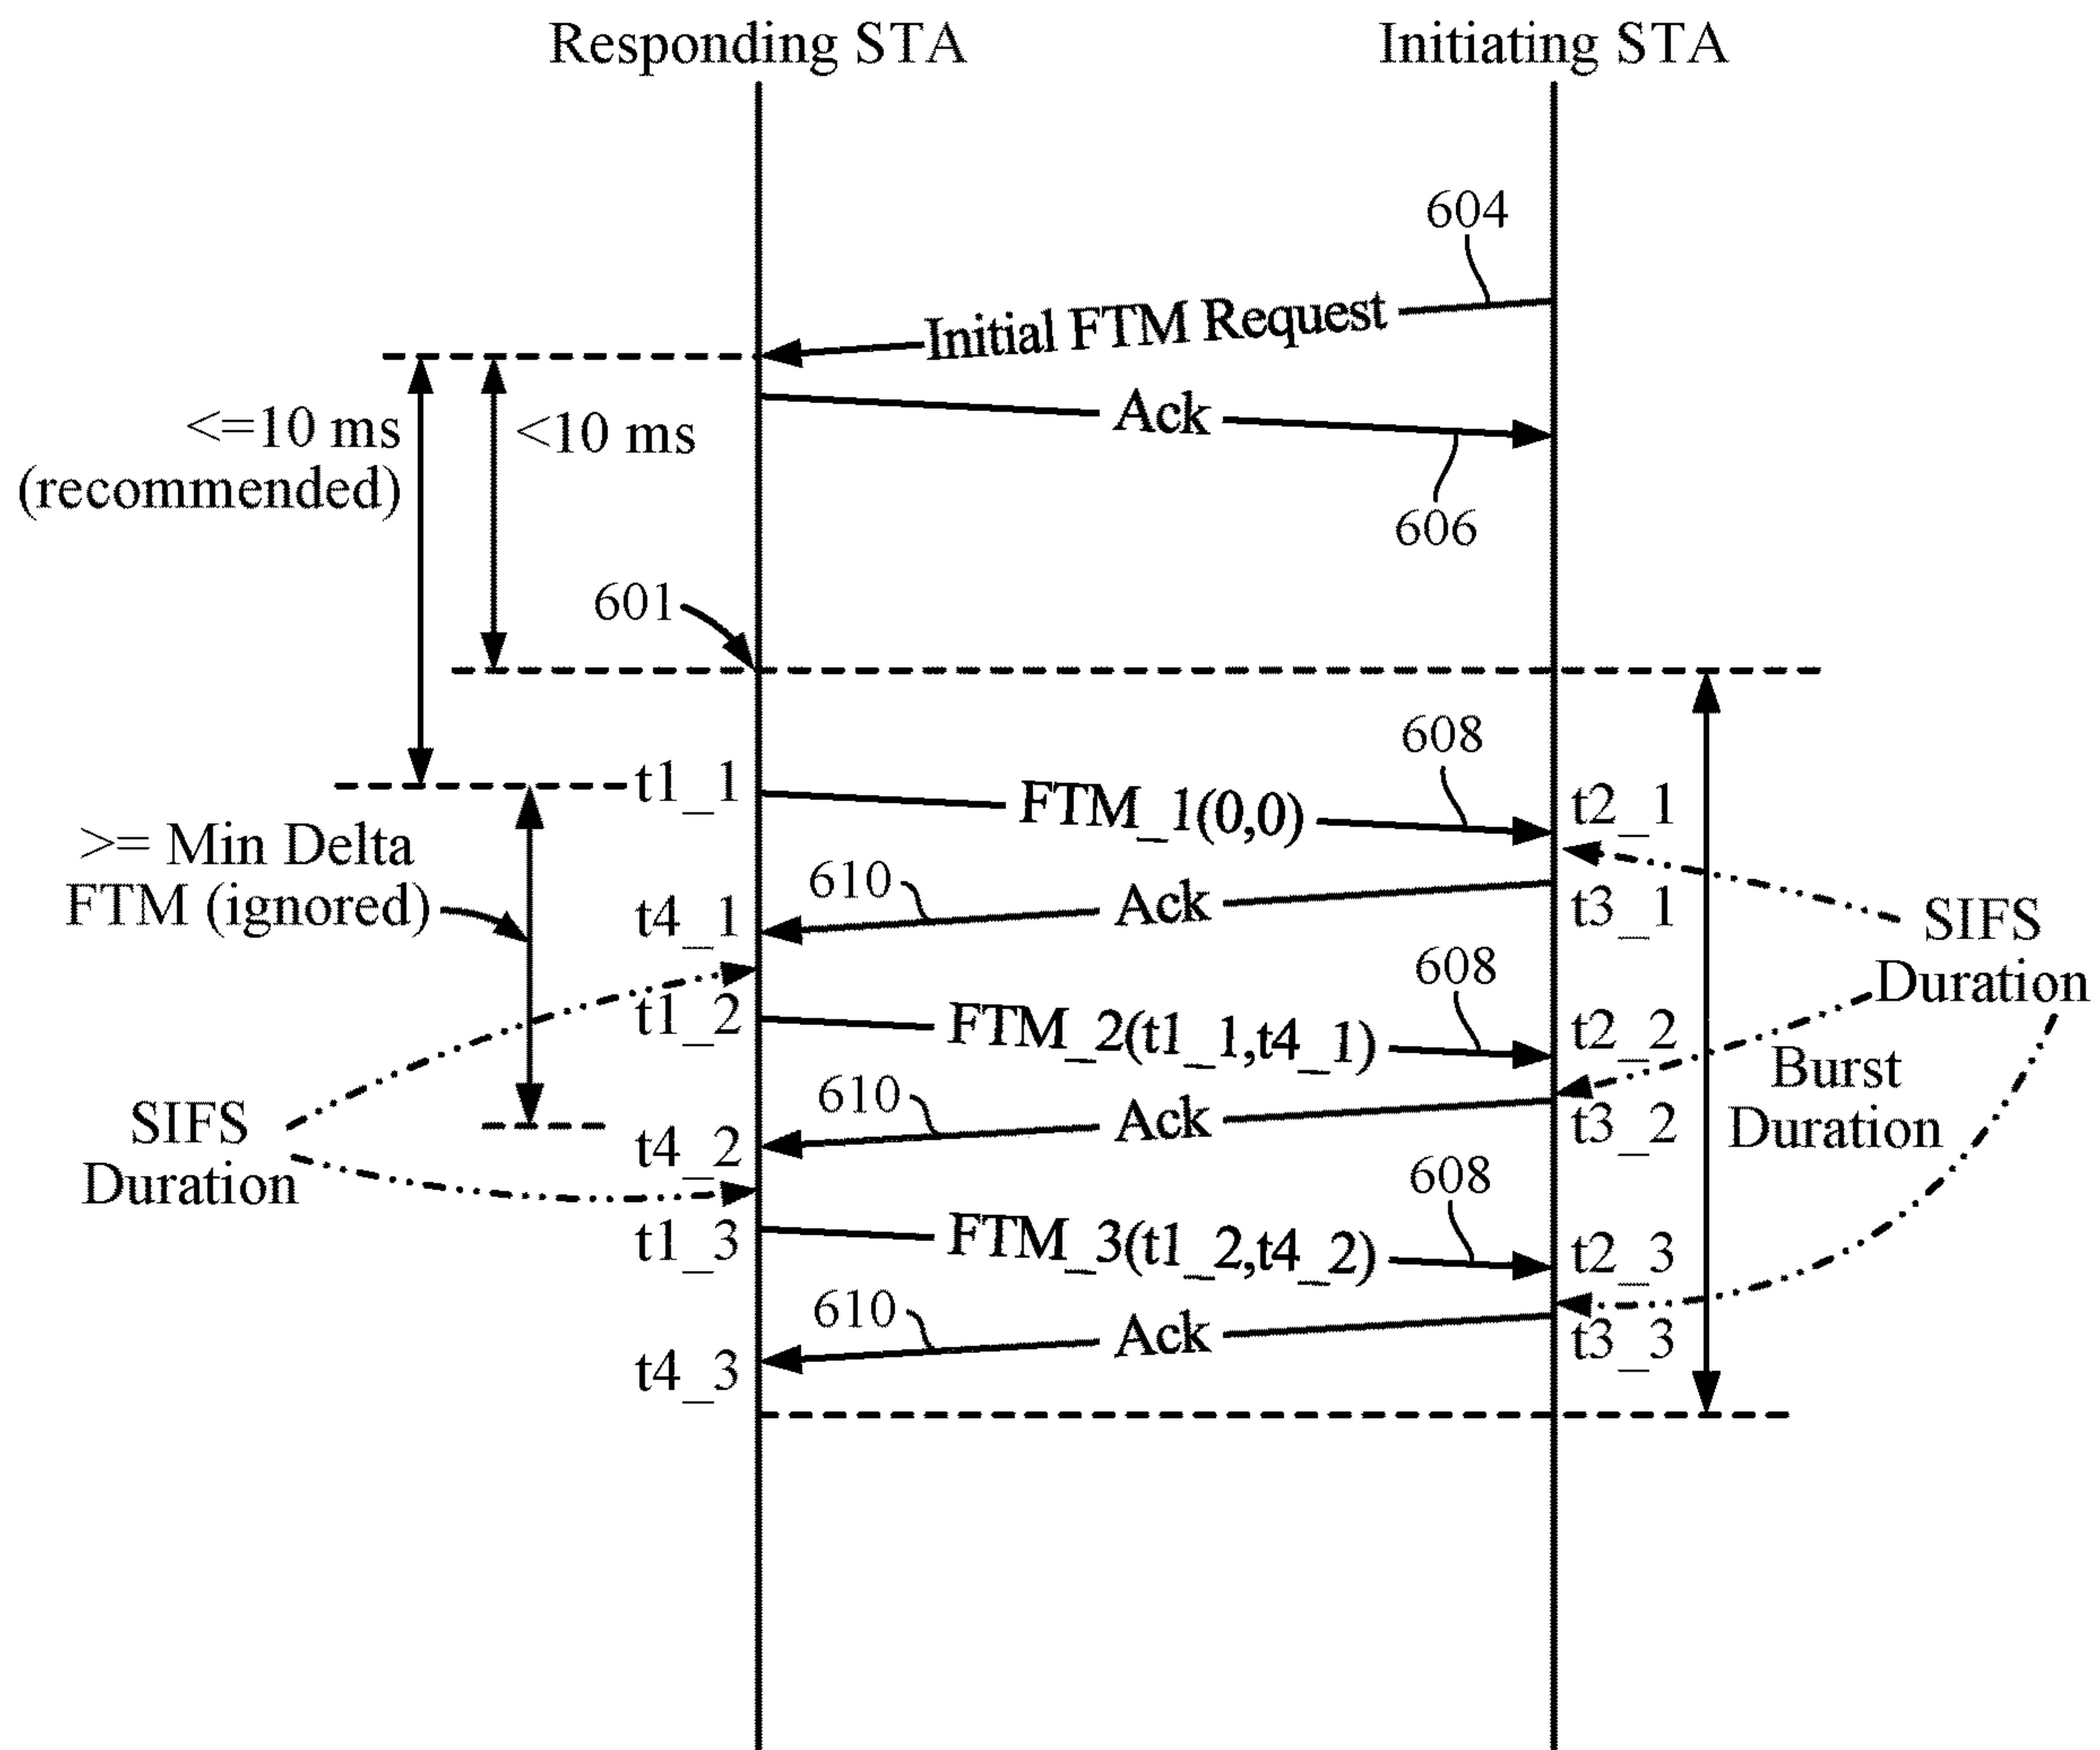 Responding STA
Initiating STA
604
Initial FTM Request
<=10 ms
(recommended)
<10 ms
Ack
606
601
608
t1_1
FTM_1(0,0)
t2_1
>= Min Delta
FTM (ignored)
610
t4_1
Ack
t3_1
SIFS
Duration
608
t1_2
FTM_2(t1_1,t4_1)
t2_2
Burst
Duration
SIFS
Duration
610
t4_2
Ack
t3_2
608
t1_3
FTM_3(t1_2,t4_2)
t2_3
610
t4_3
Ack
t3_3